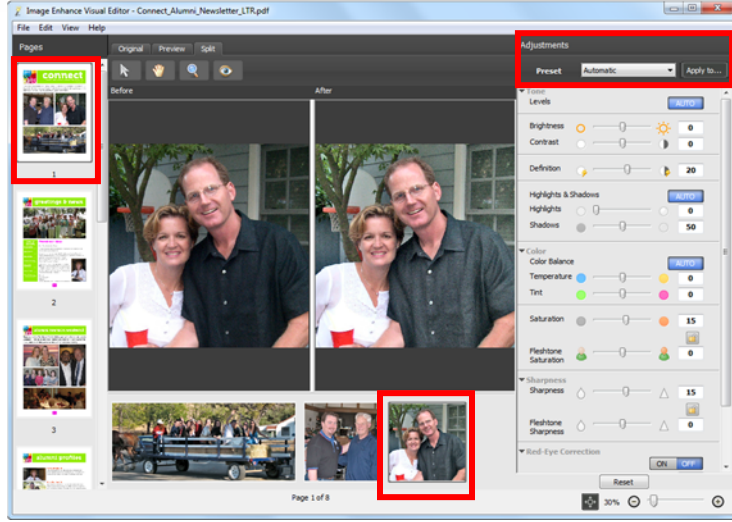 Image Enhance Visual Editor - Connect_Alumni_Newsletter_LTR.pdf
File Edit View Help
Pages
Original Preview Split
Adjustments
Preset Automatic Apply to...
Before After
connect
1
greetings & news
2
3
alumni profiles
Tone
Levels AUTO
Brightness 0
Contrast 0
Definition 20
Highlights & Shadows AUTO
Highlights 0
Shadows 50
Color
Color Balance AUTO
Temperature 0
Tint 0
Saturation 15
Fleshtone
Saturation 0
Sharpness
Sharpness 15
Fleshtone
Sharpness 0
Red-Eye Correction
ON OFF
Reset
Page 1 of 8
30%